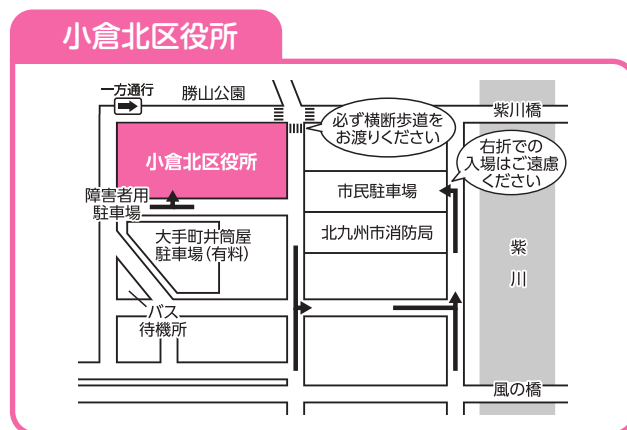 小倉北区役所
一方通行
勝山公園
紫川橋
必ず横断歩道を
お渡りください
右折での
入場はご遠慮
ください
小倉北区役所
市民駐車場
障害者用
駐車場
大手町井筒屋
駐車場(有料)
北九州市消防局
紫
川
バス
待機所
風の橋